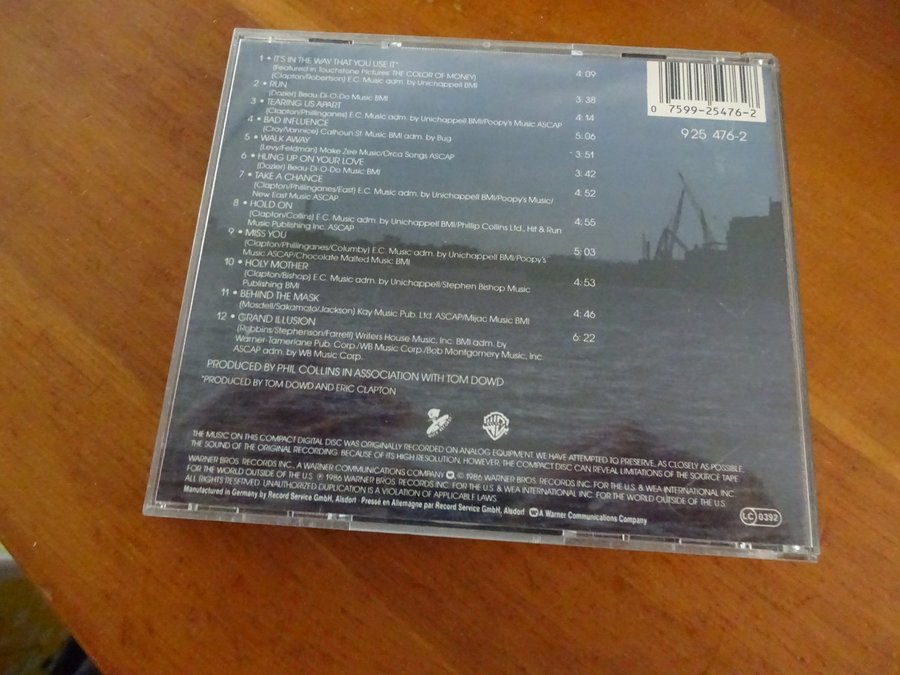 1 • IT'S IN THE WAY THAT YOU USE IT* 4:09
(Featured in Touchstone Pictures' THE COLOR OF MONEY)
(Clapton/Robertson) E.C. Music adm. by Unichappell BMI
2 • RUN 3:38
(Dozier) Beau-Di-O-Do Music BMI
3 • TEARING US APART 4:14
(Clapton/Phillinganes) E.C. Music adm. by Unichappell BMI/Poopy's Music ASCAP
4 • BAD INFLUENCE 5:06
(Cray/Vannice) Calhoun St. Music BMI adm. by Bug
5 • WALK AWAY 3:51
(Levy/Feldman) Make Zee Music/Orca Songs ASCAP
6 • HUNG UP ON YOUR LOVE 3:42
(Dozier) Beau-Di-O-Do Music BMI
7 • TAKE A CHANCE 4:52
(Clapton/Phillinganes/East) E.C. Music adm. by Unichappell BMI/Poopy's Music/
New East Music ASCAP
8 • HOLD ON 4:55
(Clapton/Collins) E.C. Music adm. by Unichappell BMI/Phillip Collins Ltd., Hit & Run
Music Publishing Inc. ASCAP
9 • MISS YOU 5:03
(Clapton/Phillinganes/Columby) E.C. Music adm. by Unichappell BMI/Poopy's
Music ASCAP/Chocolate Malted Music BMI
10 • HOLY MOTHER 4:53
(Clapton/Bishop) E.C. Music adm. by Unichappell/Stephen Bishop Music
Publishing BMI
11 • BEHIND THE MASK 4:46
(Mosdell/Sakamoto/Jackson) Kay Music Pub. Ltd. ASCAP/Mijac Music BMI
12 • GRAND ILLUSION 6:22
(Robbins/Stephenson/Farrell) Writers House Music, Inc. BMI adm. by
Warner-Tamerlane Pub. Corp./WB Music Corp./Bob Montgomery Music, Inc.
ASCAP adm. by WB Music Corp.
0 7599-25476-2
9 25 476-2
PRODUCED BY PHIL COLLINS IN ASSOCIATION WITH TOM DOWD
*PRODUCED BY TOM DOWD AND ERIC CLAPTON
THE MUSIC ON THIS COMPACT DIGITAL DISC WAS ORIGINALLY RECORDED ON ANALOG EQUIPMENT. WE HAVE ATTEMPTED TO PRESERVE, AS CLOSELY AS POSSIBLE,
THE SOUND OF THE ORIGINAL RECORDING. BECAUSE OF ITS HIGH RESOLUTION, HOWEVER, THE COMPACT DISC CAN REVEAL LIMITATIONS OF THE SOURCE TAPE.
WARNER BROS. RECORDS INC., A WARNER COMMUNICATIONS COMPANY. © 1986 WARNER BROS. RECORDS INC. FOR THE U.S. & WEA INTERNATIONAL INC.
FOR THE WORLD OUTSIDE OF THE U.S. ℗ 1986 WARNER BROS. RECORDS INC. FOR THE U.S. & WEA INTERNATIONAL INC. FOR THE WORLD OUTSIDE OF THE U.S.
ALL RIGHTS RESERVED. UNAUTHORIZED DUPLICATION IS A VIOLATION OF APPLICABLE LAWS.
Manufactured in Germany by Record Service GmbH, Alsdorf · Pressé en Allemagne par Record Service GmbH, Alsdorf A Warner Communications Company
LC 0392